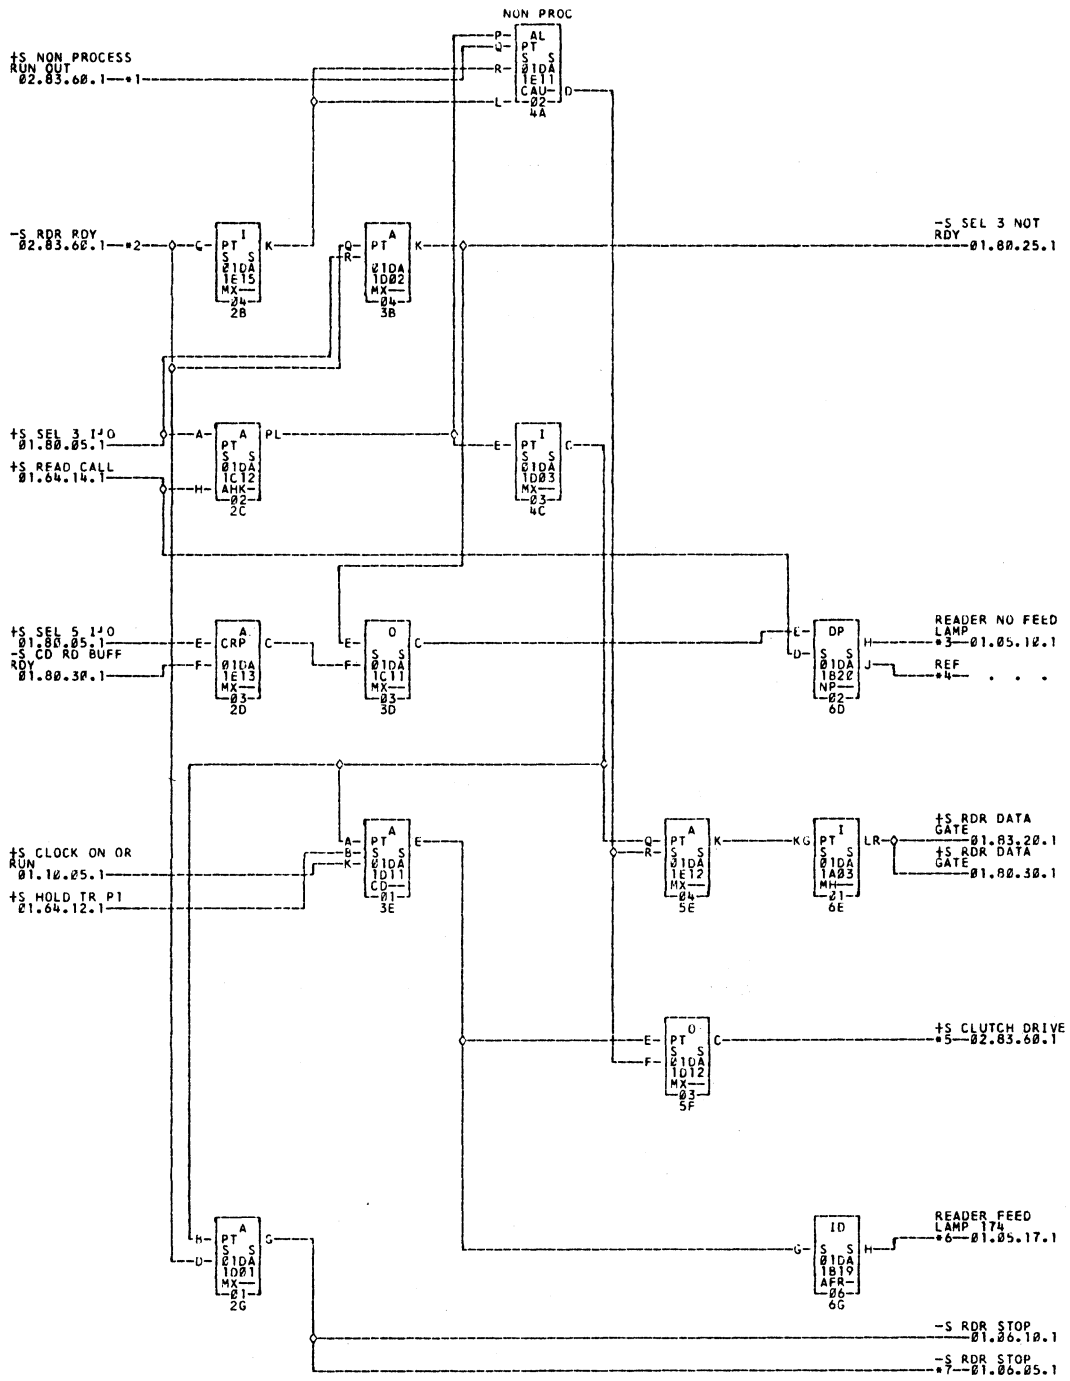 NON PROC
+S NON PROCESS
RUN OUT
02.83.60.1—*1
P
Q
R
L
AL
PT
S S
01DA
1E11
CAU—
02
4A
D
-S RDR RDY
02.83.60.1—*2
C
I
PT
S S
01DA
1E15
MX—
04
2B
K
Q
R
A
PT
01DA
1D02
MX—
04
3B
K
-S SEL 3 NOT
RDY
01.80.25.1
+S SEL 3 I-O
01.80.05.1
+S READ CALL
01.64.14.1
A
H
A
PT
S S
01DA
1C12
AHK—
02
2C
PL
E
I
PT
S S
01DA
1D03
MX—
03
4C
C
+S SEL 5 I-O
01.80.05.1
-S CD RD BUFF
RDY
01.80.30.1
E
F
A
CRP
01DA
1E13
MX—
03
2D
C
E
F
O
S S
01DA
1C11
MX—
03
3D
C
E
D
DP
S S
01DA
1B20
NP—
02
6D
H
J
READER NO FEED
LAMP
*3—01.05.10.1
REF
*4— . . .
+S CLOCK ON OR
RUN
01.10.05.1
+S HOLD TR P1
01.64.12.1
A
B
K
A
PT
S S
01DA
1D11
CD—
01
3E
E
Q
R
A
PT
S S
01DA
1E12
MX—
04
5E
K
KG
I
PT
S S
01DA
1A03
MH—
01
6E
LR
+S RDR DATA
GATE
01.83.20.1
+S RDR DATA
GATE
01.80.30.1
E
F
O
PT
S S
01DA
1D12
MX—
03
5F
C
+S CLUTCH DRIVE
*5—02.83.60.1
B
D
A
PT
S S
01DA
1D01
MX—
01
2G
G
G
ID
S S
01DA
1B19
AFR—
06
6G
H
READER FEED
LAMP 174
*6—01.05.17.1
-S RDR STOP
01.06.10.1
-S RDR STOP
*7—01.06.05.1